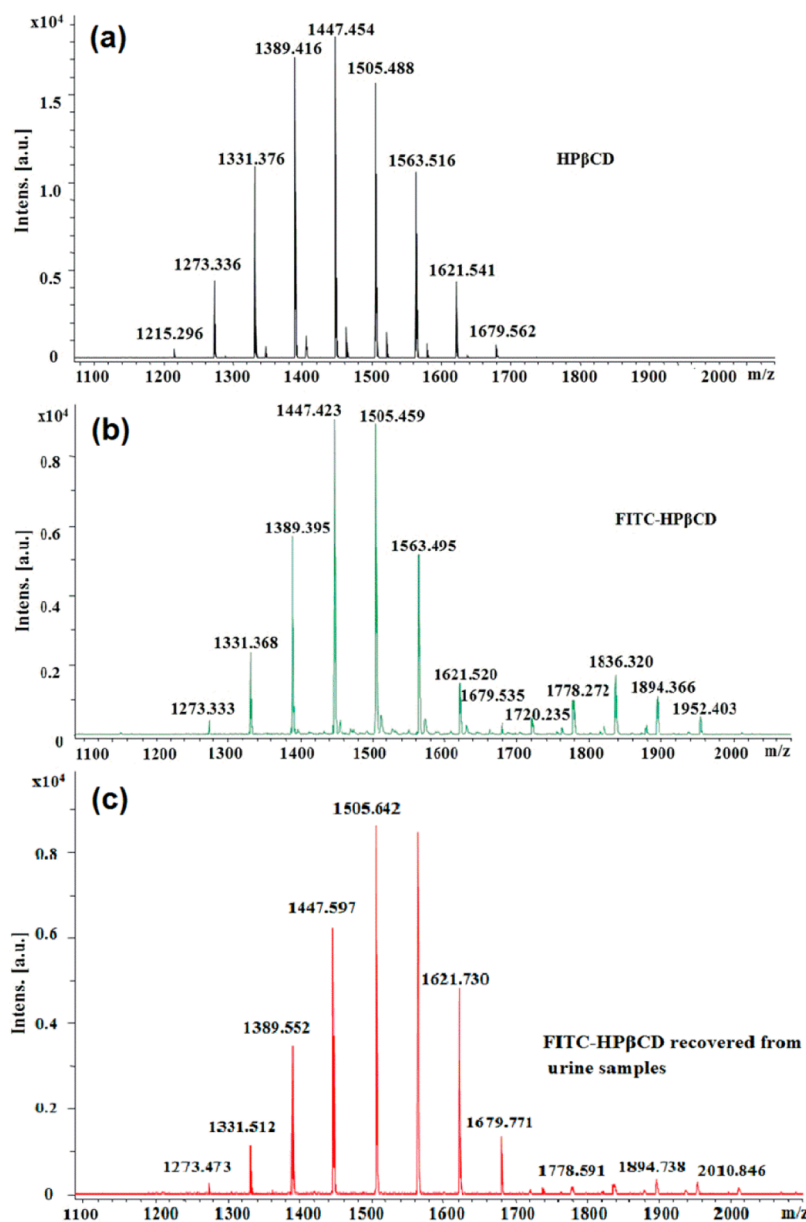 x10⁴
(a)
1447.454
1389.416
1505.488
1.5
1331.376
1563.516
HPβCD
Intens. [a.u.]
1.0
1273.336
1621.541
0.5
1215.296
1679.562
0
1100 1200 1300 1400 1500 1600 1700 1800 1900 2000 m/z
x10⁴
(b)
1447.423
1505.459
0.8
1389.395
FITC-HPβCD
1563.495
0.6
Intens. [a.u.]
0.4
1331.368
1836.320
1621.520
1679.535
1778.272
1894.366
0.2
1273.333
1720.235
1952.403
0
1100 1200 1300 1400 1500 1600 1700 1800 1900 2000 m/z
x10⁴
(c)
1505.642
0.8
1447.597
0.6
Intens. [a.u.]
1621.730
1389.552
0.4
FITC-HPβCD recovered from
urine samples
0.2
1331.512
1679.771
1273.473
1778.591
1894.738
2010.846
0
1100 1200 1300 1400 1500 1600 1700 1800 1900 2000 m/z